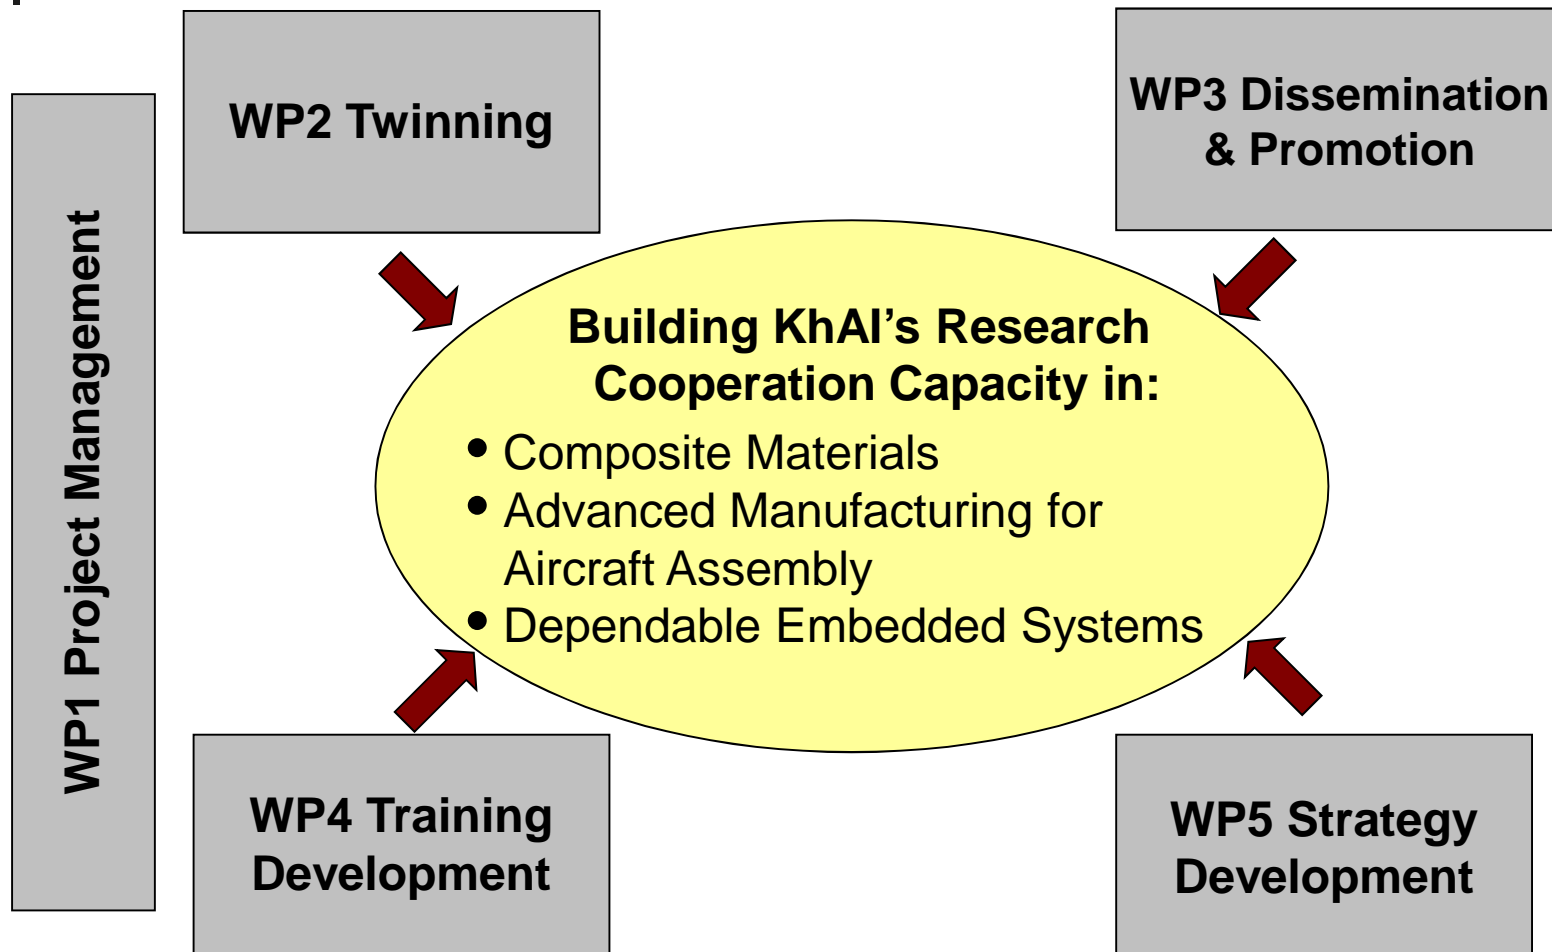 WP1 Project Management
WP2 Twinning
WP3 Dissemination
& Promotion
Building KhAI’s Research
Cooperation Capacity in:
• Composite Materials
• Advanced Manufacturing for
Aircraft Assembly
• Dependable Embedded Systems
WP4 Training
Development
WP5 Strategy
Development